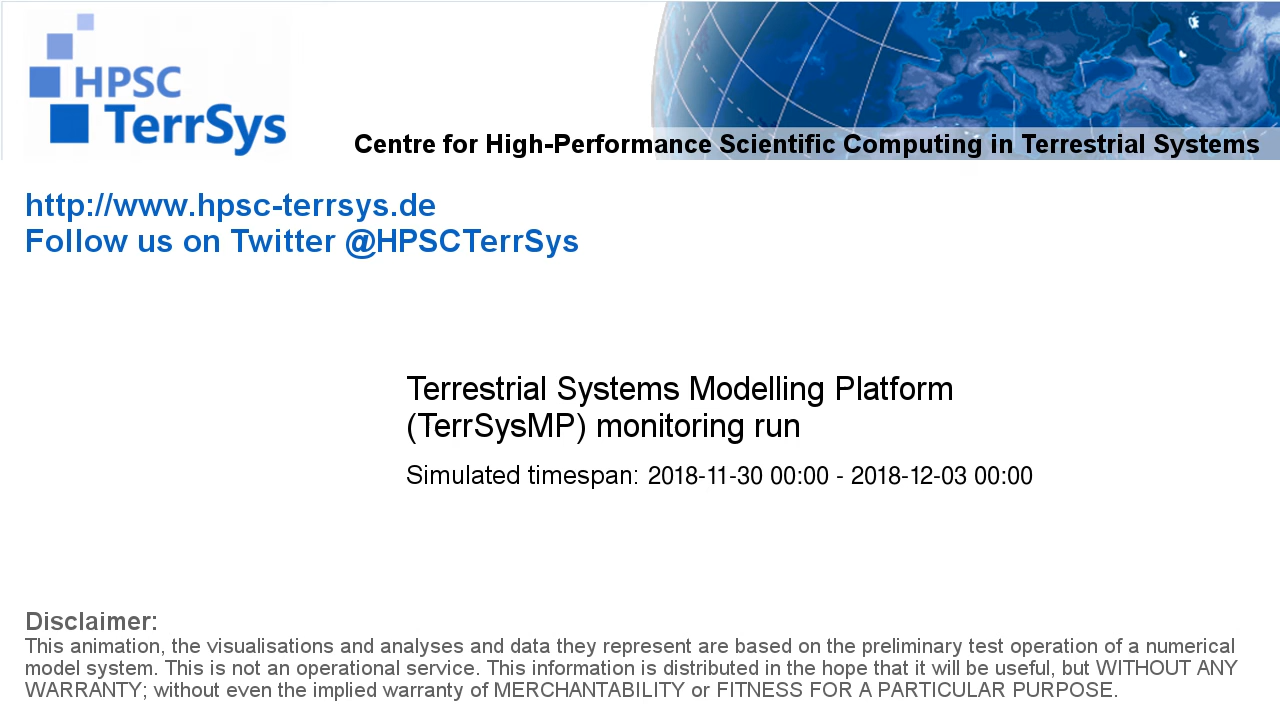 HPSC
TerrSys
Centre for High-Performance Scientific Computing in Terrestrial Systems
http://www.hpsc-terrsys.de
Follow us on Twitter @HPSCTerrSys
Terrestrial Systems Modelling Platform
(TerrSysMP) monitoring run
Simulated timespan: 2018-11-30 00:00 - 2018-12-03 00:00
Disclaimer:
This animation, the visualisations and analyses and data they represent are based on the preliminary test operation of a numerical
model system. This is not an operational service. This information is distributed in the hope that it will be useful, but WITHOUT ANY
WARRANTY; without even the implied warranty of MERCHANTABILITY or FITNESS FOR A PARTICULAR PURPOSE.